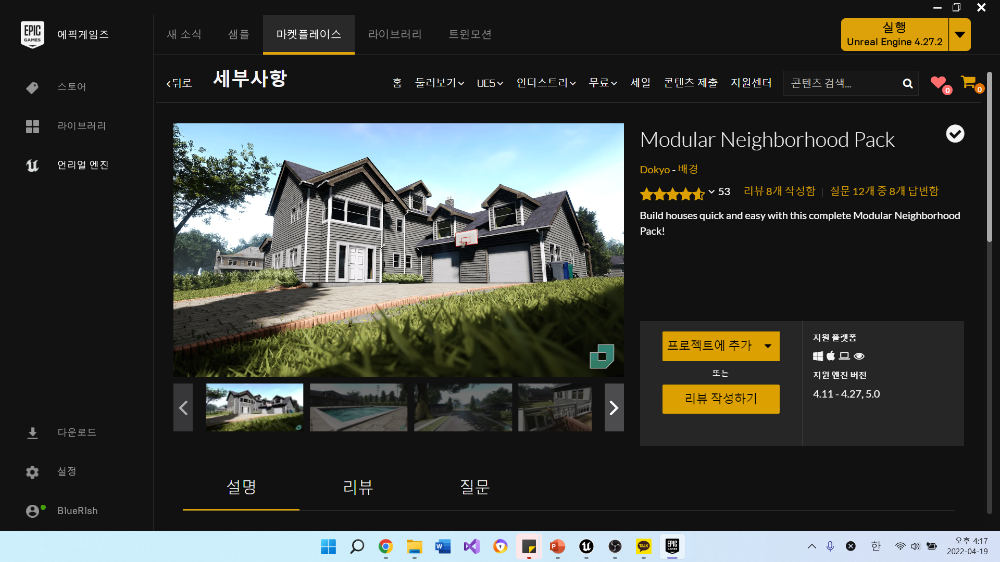 EPIC GAMES
에픽게임즈
새 소식
샘플
마켓플레이스
라이브러리
트윈모션
실행
Unreal Engine 4.27.2
스토어
라이브러리
언리얼 엔진
다운로드
설정
B1ueR1sh
뒤로
세부사항
홈
둘러보기
UE5
인더스트리
무료
세일
콘텐츠 제출
지원센터
콘텐츠 검색...
0
0
Modular Neighborhood Pack
Dokyo - 배경
53
리뷰 8개 작성함
질문 12개 중 8개 답변함
Build houses quick and easy with this complete Modular Neighborhood
Pack!
프로젝트에 추가
또는
리뷰 작성하기
지원 플랫폼
지원 엔진 버전
4.11 - 4.27, 5.0
설명
리뷰
질문
W
P
TALK
EPIC GAMES
한
오후 4:17
2022-04-19